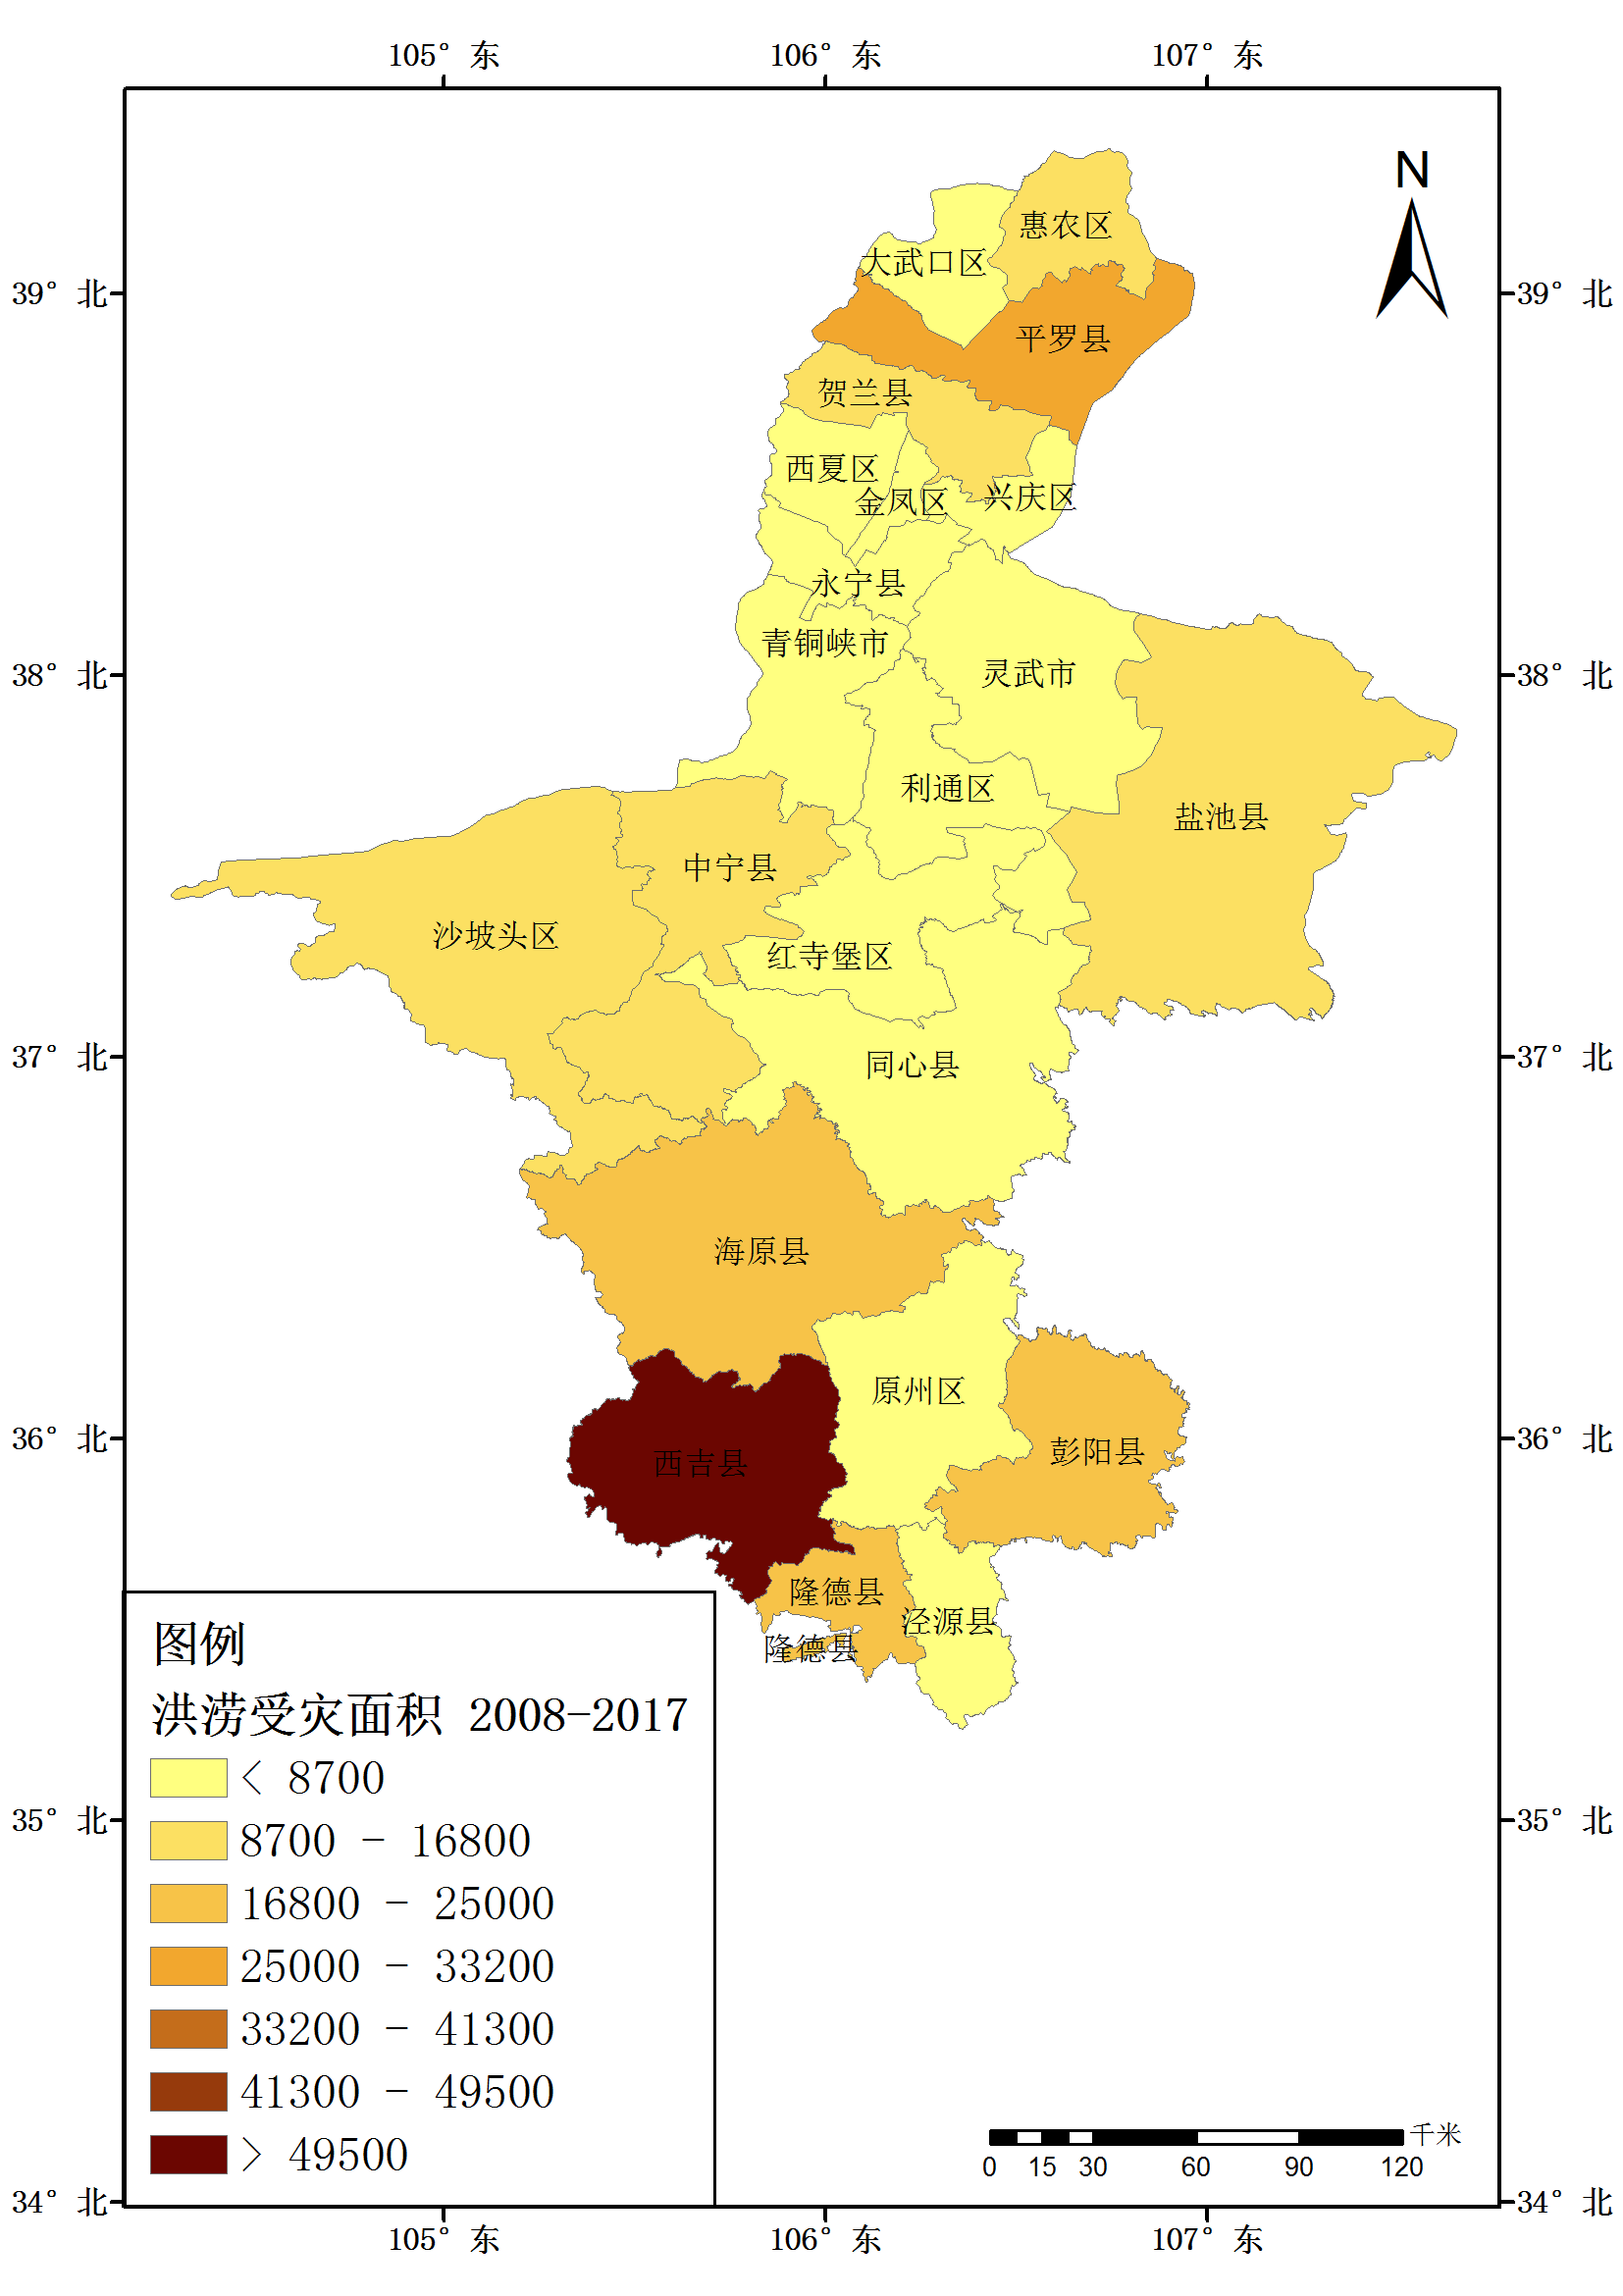 105° 东 106° 东 107° 东
N
惠农区
大武口区
39° 北 39° 北
平罗县
贺兰县
西夏区
金凤区 兴庆区
永宁县
青铜峡市
38° 北 灵武市 38° 北
利通区
盐池县
中宁县
沙坡头区
红寺堡区
37° 北 同心县 37° 北
海原县
原州区
36° 北 彭阳县 36° 北
西吉县
隆德县
泾源县
隆德县
图例
洪涝受灾面积 2008-2017
< 8700
8700 - 16800
35° 北 35° 北
16800 - 25000
25000 - 33200
33200 - 41300
41300 - 49500
> 49500
千米
0 15 30 60 90 120
34° 北 34° 北
105° 东 106° 东 107° 东